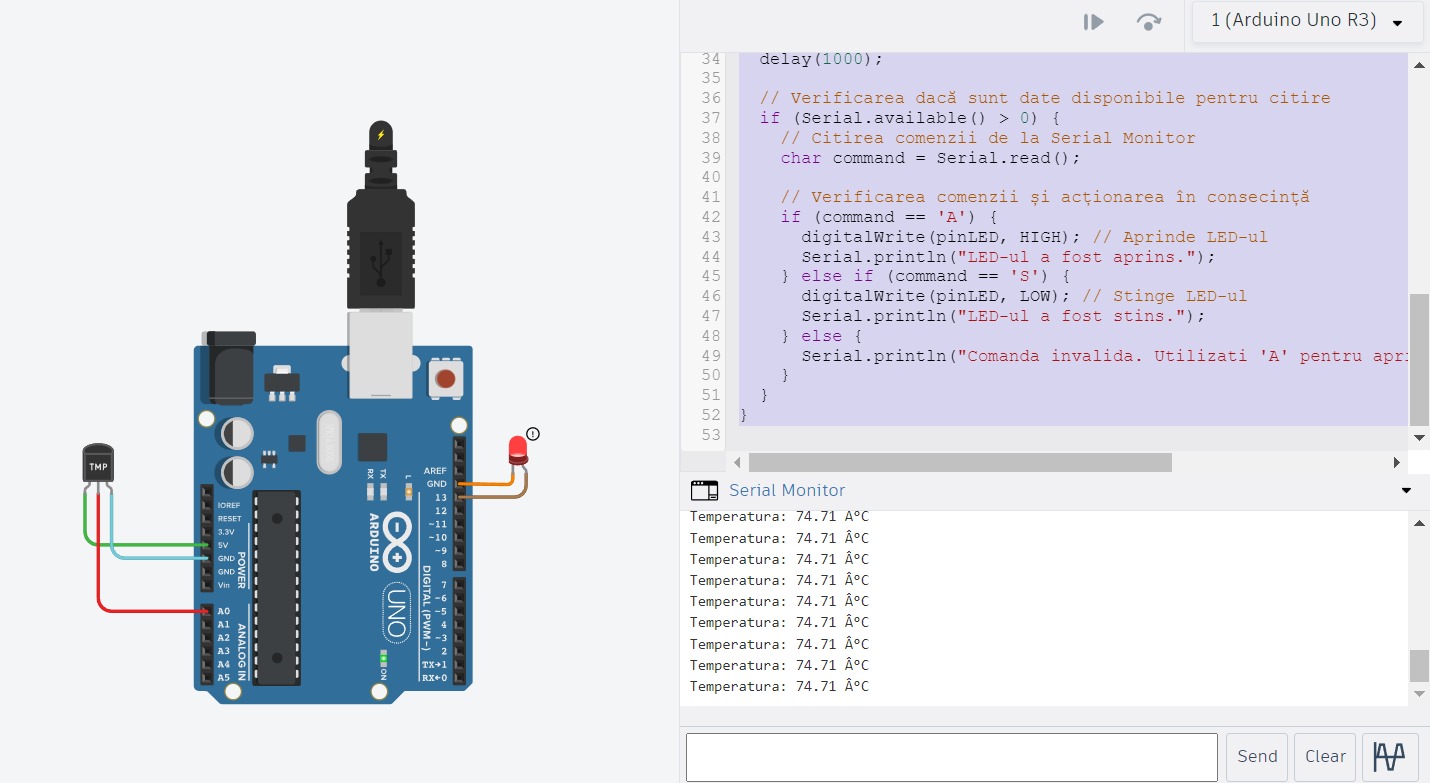 1 (Arduino Uno R3)
34 delay(1000);
35
36 // Verificarea dacă sunt date disponibile pentru citire
37 if (Serial.available() > 0) {
38 // Citirea comenzii de la Serial Monitor
39 char command = Serial.read();
40
41 // Verificarea comenzii și acționarea în consecință
42 if (command == 'A') {
43 digitalWrite(pinLED, HIGH); // Aprinde LED-ul
44 Serial.println("LED-ul a fost aprins.");
45 } else if (command == 'S') {
46 digitalWrite(pinLED, LOW); // Stinge LED-ul
47 Serial.println("LED-ul a fost stins.");
48 } else {
49 Serial.println("Comanda invalida. Utilizati 'A' pentru apr
50 }
51 }
52 }
53
Serial Monitor
Temperatura: 74.71 Â°C
Temperatura: 74.71 Â°C
Temperatura: 74.71 Â°C
Temperatura: 74.71 Â°C
Temperatura: 74.71 Â°C
Temperatura: 74.71 Â°C
Temperatura: 74.71 Â°C
Temperatura: 74.71 Â°C
Temperatura: 74.71 Â°C
Send
Clear
TMP
IOREF
RESET
3.3V
5V
GND
GND
Vin
POWER
A0
A1
A2
A3
A4
A5
ANALOG IN
RX
TX
L
ARDUINO
UNO
ON
AREF
GND
13
12
~11
~10
~9
8
7
~6
~5
4
~3
2
TX→1
RX←0
DIGITAL (PWM~)